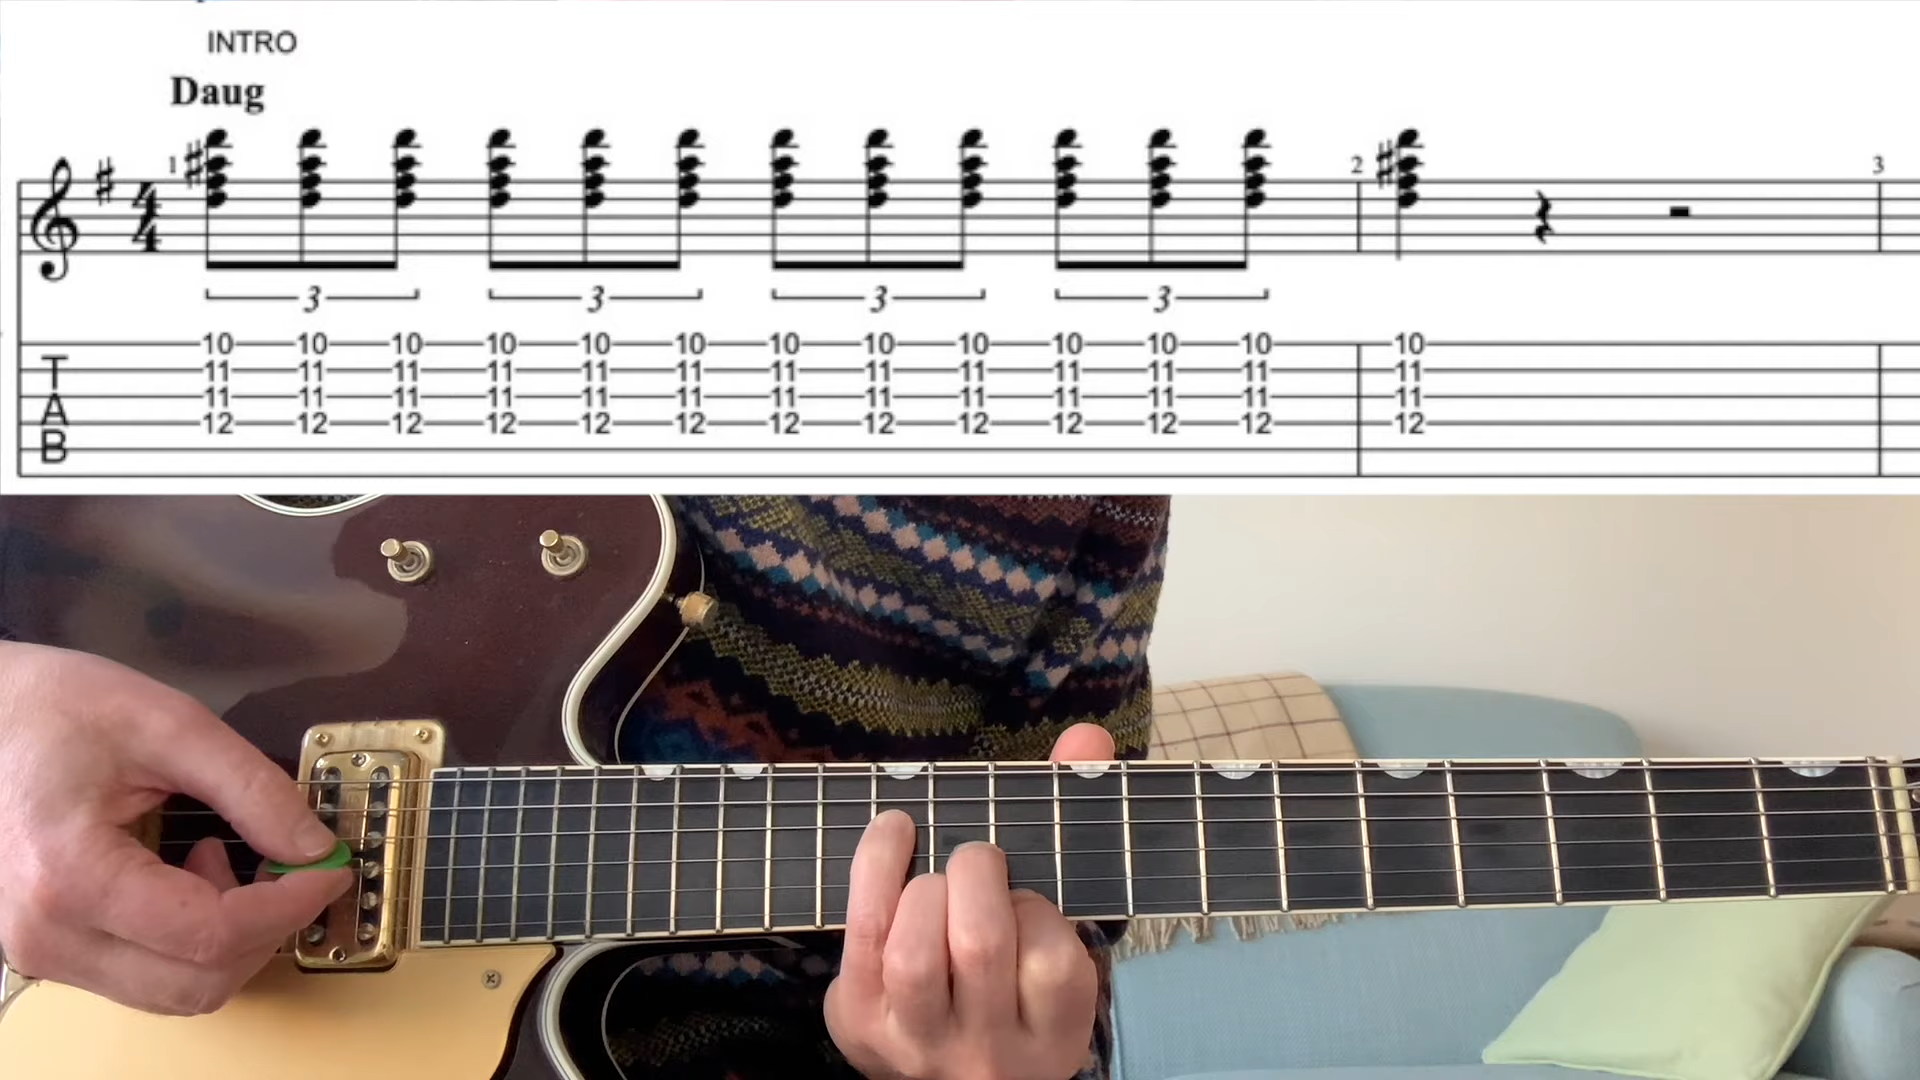 INTRO
Daug
1 2 3
4
4
3 3 3 3
10 10 10 10 10 10 10 10 10 10 10 10 10
T 11 11 11 11 11 11 11 11 11 11 11 11 11
A 11 11 11 11 11 11 11 11 11 11 11 11 11
12 12 12 12 12 12 12 12 12 12 12 12 12
B